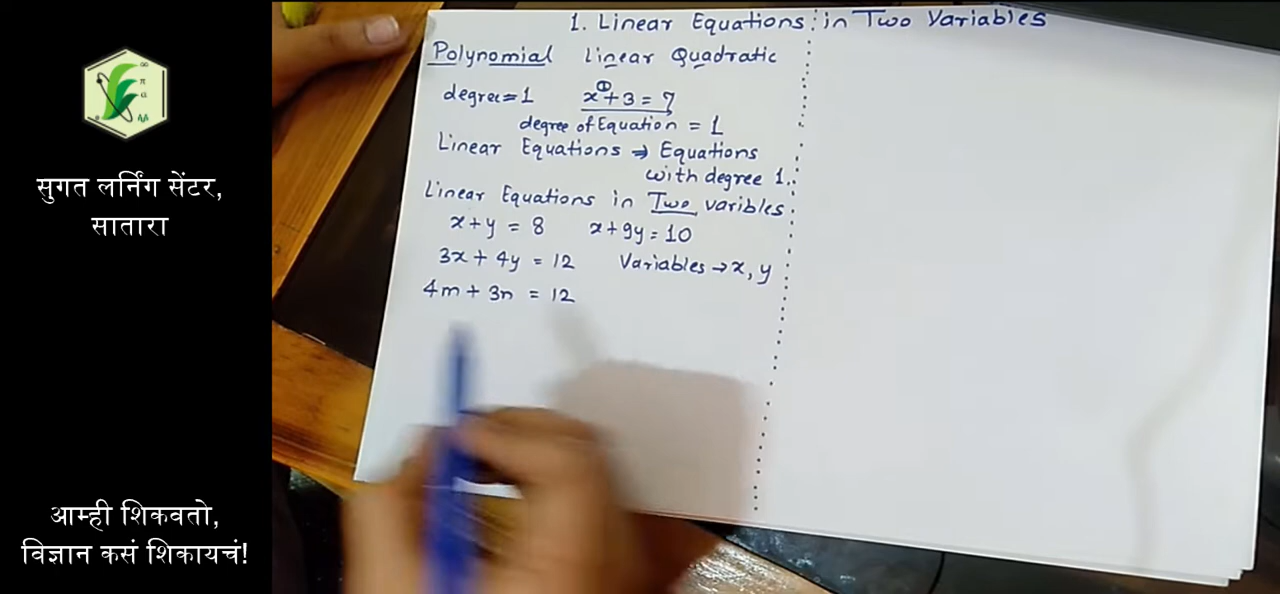 सुगत लर्निंग सेंटर,
सातारा
आम्ही शिकवतो,
विज्ञान कसं शिकायचं!
1. Linear Equations in Two Variables
Polynomial Linear Quadratic
degree = 1 x① + 3 = 7
degree of Equation = 1
Linear Equations ⇒ Equations
with degree 1.
Linear Equations in Two varibles
x + y = 8 x + 9y = 10
3x + 4y = 12 Variables → x, y
4m + 3n = 12